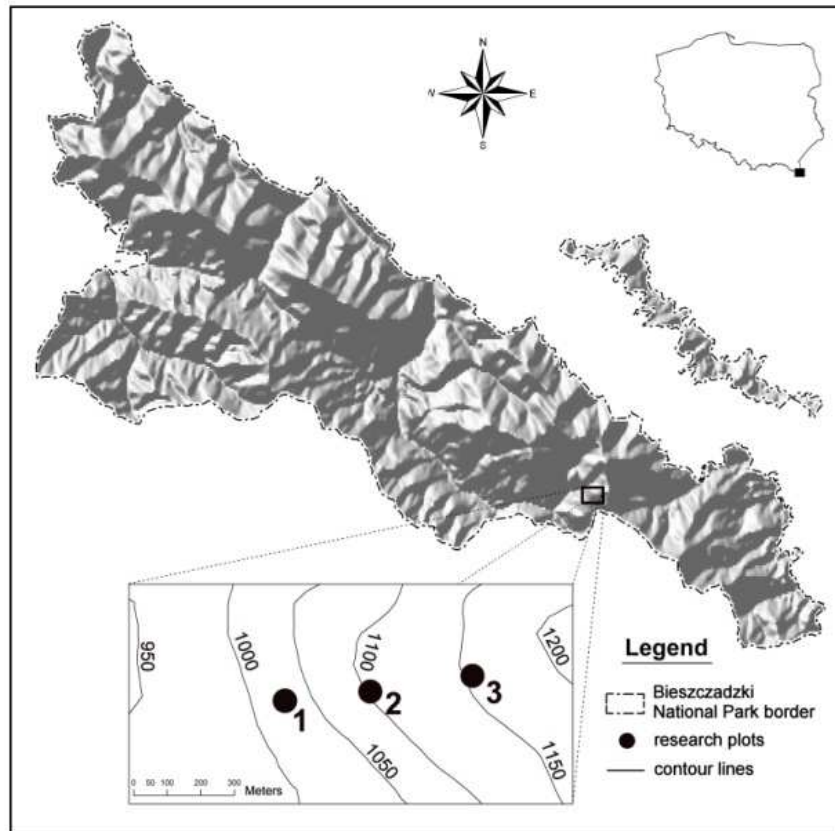 N
W
E
S
950
1000
1050
1100
1150
1200
1
2
3
0 50 100 200 300
Meters
Legend
Bieszczadzki
National Park border
research plots
contour lines